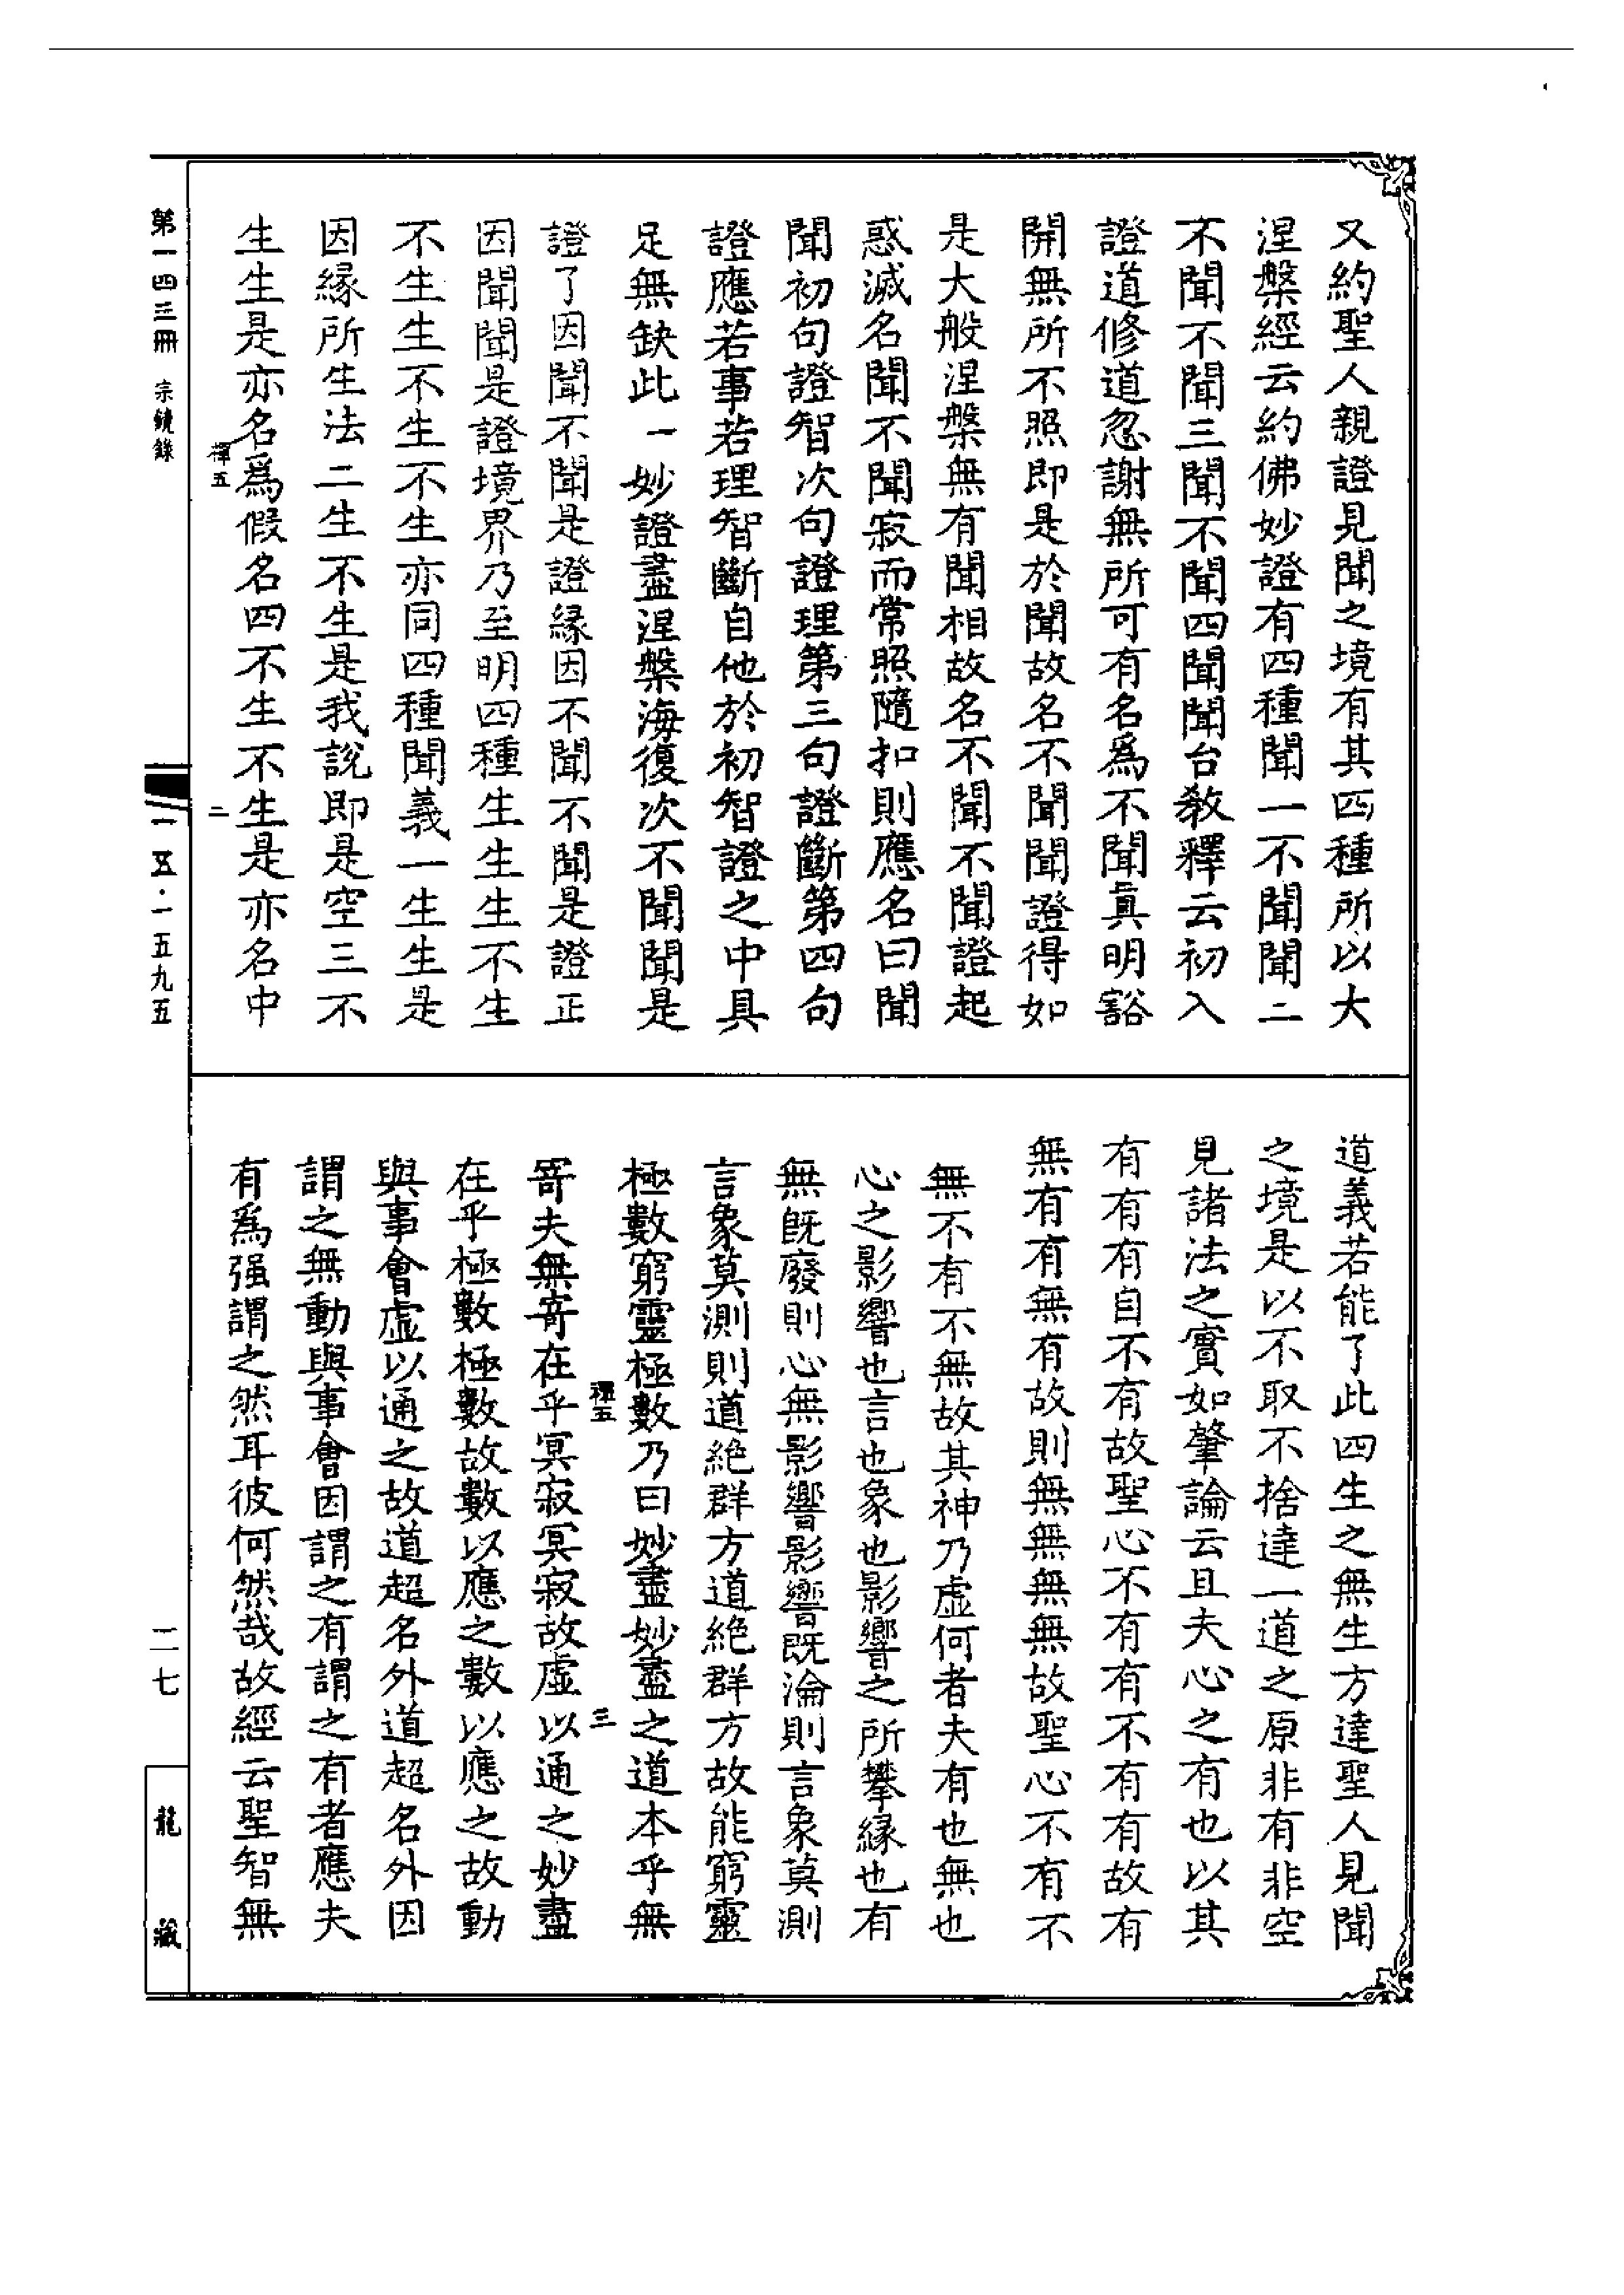 又約聖人親證見聞之境有其四種所以大
涅槃經云約佛妙證有四種聞一不聞聞二
不聞不聞三聞不聞四聞聞台教釋云初入
證道修道忽謝無所可有名為不聞真明豁
開無所不照即是於聞故名不聞聞證得如
是大般涅槃無有聞相故名不聞不聞證起
惑滅名聞不聞寂而常照隨扣則應名曰聞
聞初句證智次句證理第三句證斷第四句
證應若事若理智斷自他於初智證之中具
足無缺此一妙證盡涅槃海復次不聞聞是
證了因聞不聞是證緣因不聞不聞是證正
因聞聞是證境界乃至明四種生生生不生
不生生不生不生亦同四種聞義一生生是
因緣所生法二生不生是我說即是空三不
生生是亦名為假名四不生不生是亦名中
禪五
二
道義若能了此四生之無生方達聖人見聞
之境是以不取不捨達一道之原非有非空
見諸法之實如肇論云且夫心之有也以其
有有有自不有故聖心不有有不有有故有
無有有無有故則無無無無故聖心不有不
無不有不無故其神乃虛何者夫有也無也
心之影響也言也象也影響之所攀緣也有
無既廢則心無影響影響既淪則言象莫測
言象莫測則道絕群方道絕群方故能窮靈
極數窮靈極數乃曰妙盡妙盡之道本乎無
禪五
三
寄夫無寄在乎冥寂冥寂故虛以通之妙盡
在乎極數極數故數以應之數以應之故動
與事會虛以通之故道超名外道超名外因
謂之無動與事會因謂之有謂之有者應夫
有為强謂之然耳彼何然哉故經云聖智無
第一四三冊 宗鏡錄
一五·一五九五
二七
龍藏